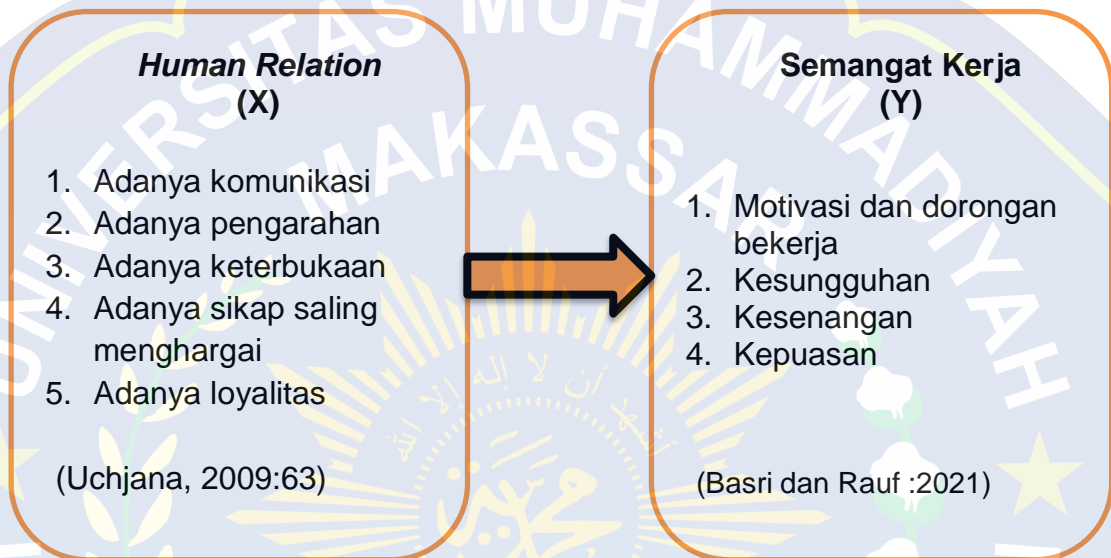 UNIVERSITAS MUHAMMADIYAH
MAKASSAR
Human Relation
(X)
1. Adanya komunikasi
2. Adanya pengarahan
3. Adanya keterbukaan
4. Adanya sikap saling
menghargai
5. Adanya loyalitas
(Uchjana, 2009:63)
Semangat Kerja
(Y)
1. Motivasi dan dorongan
bekerja
2. Kesungguhan
3. Kesenangan
4. Kepuasan
(Basri dan Rauf :2021)